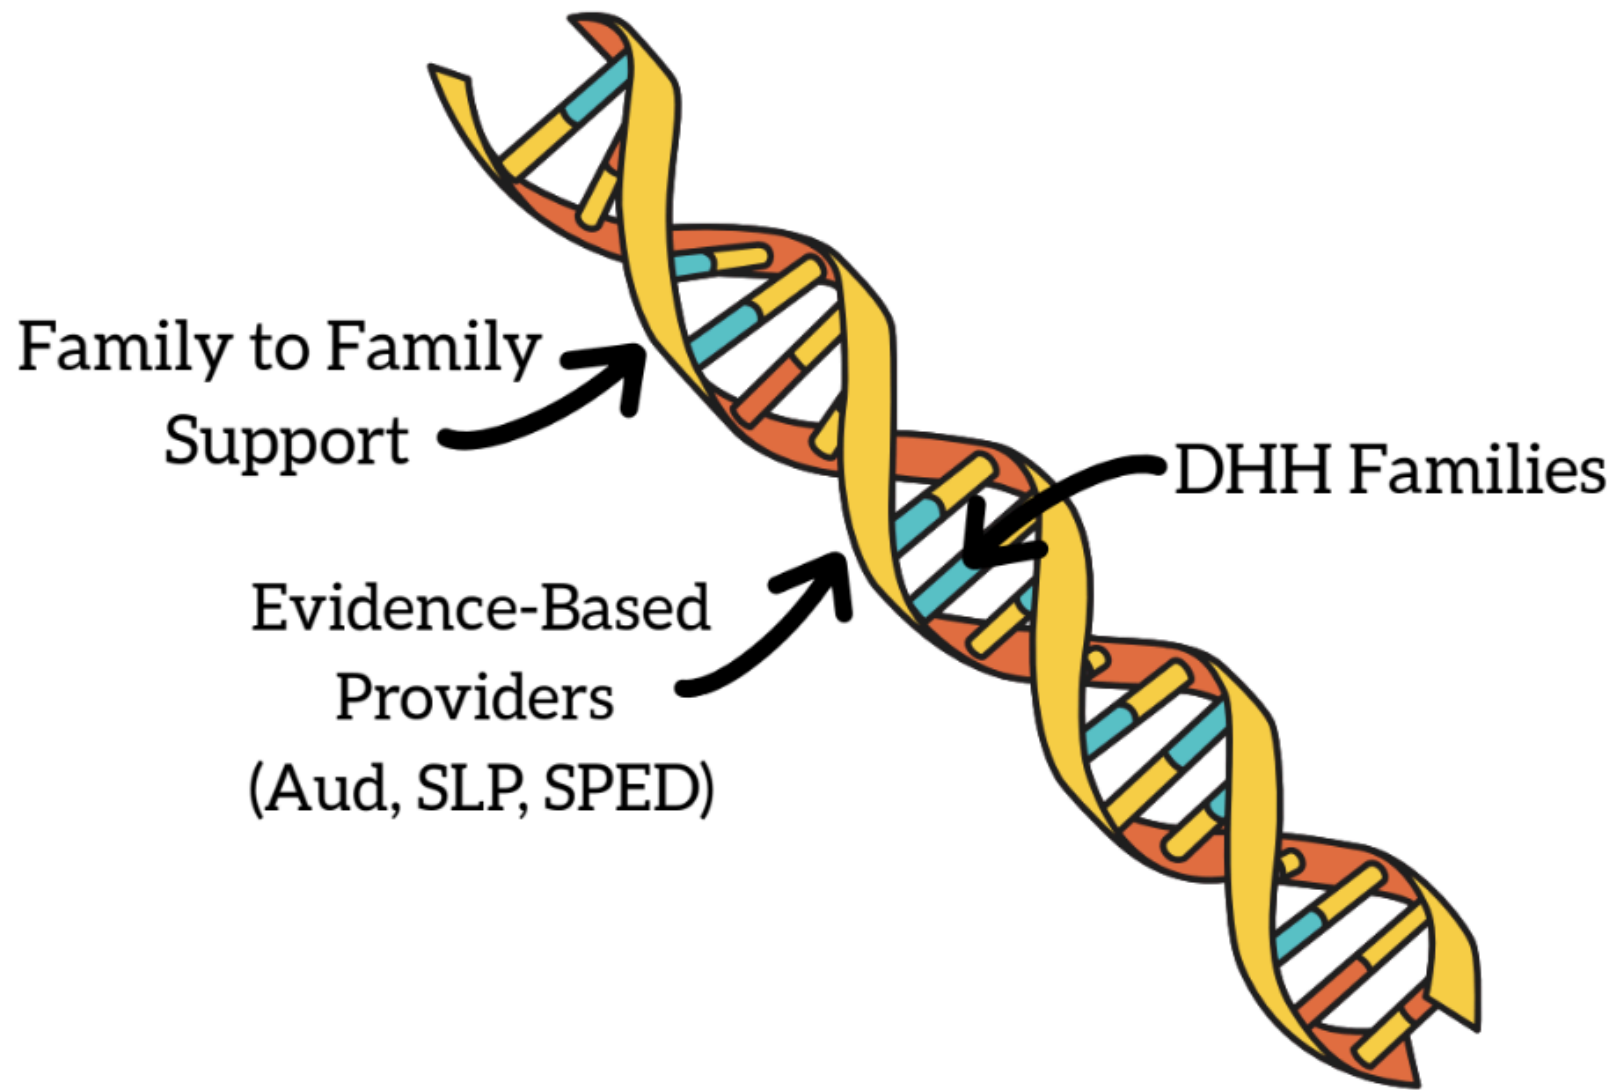 Family to Family
Support
DHH Families
Evidence-Based
Providers
(Aud, SLP, SPED)